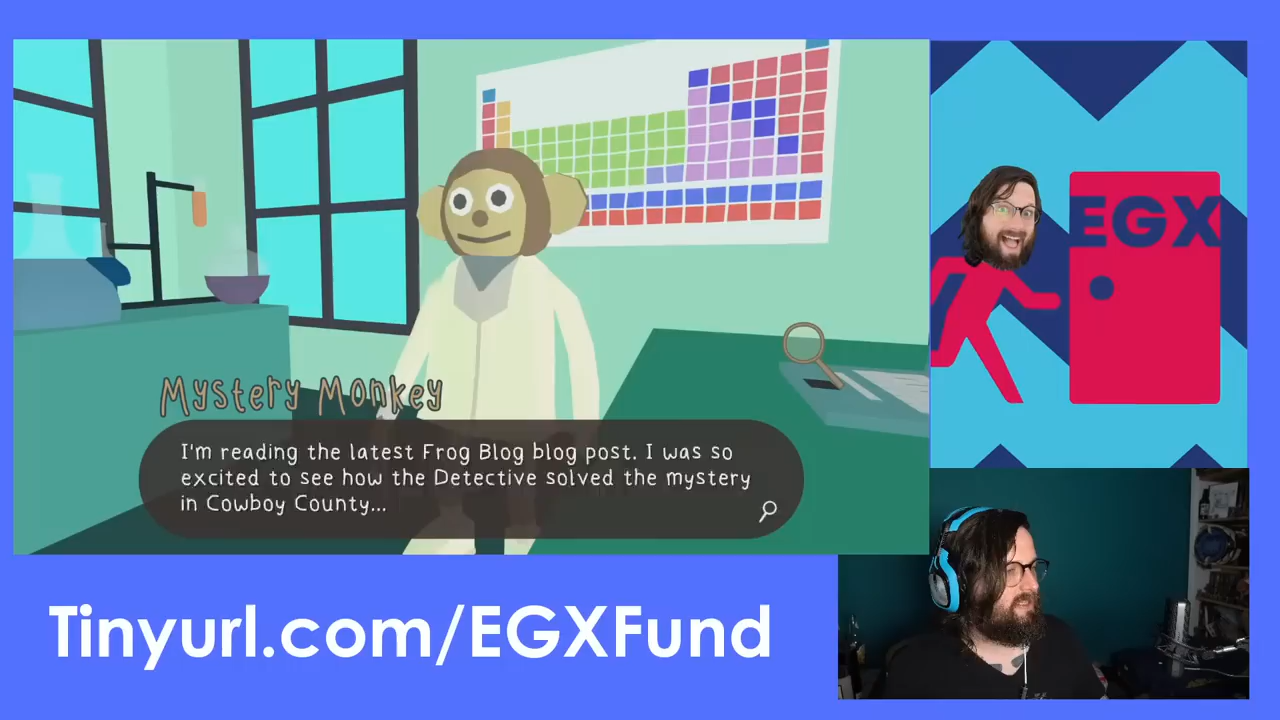 EGX
Mystery Monkey
I'm reading the latest Frog Blog blog post. I was so
excited to see how the Detective solved the mystery
in Cowboy County...
Tinyurl.com/EGXFund